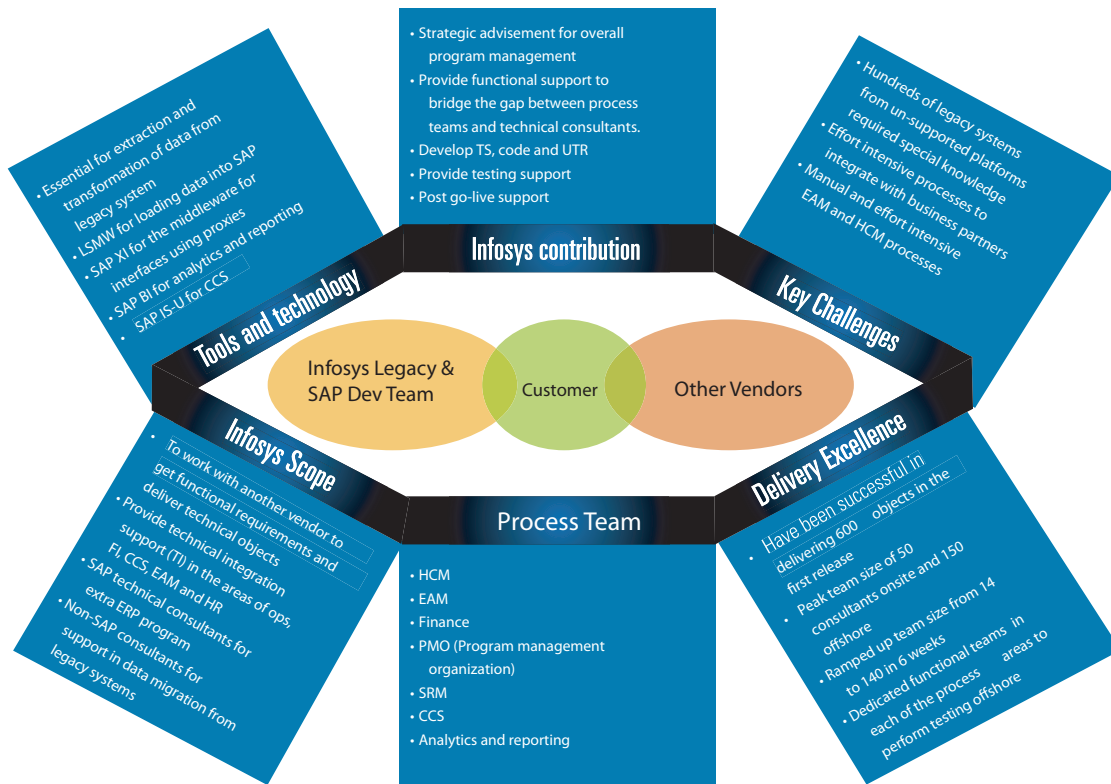 • Strategic advisement for overall
program management
• Provide functional support to
bridge the gap between process
teams and technical consultants.
• Develop TS, code and UTR
• Provide testing support
• Post go-live support
Infosys contribution
• Essential for extraction and
transformation of data from
legacy system
• LSMW for loading data into SAP
• SAP XI for the middleware for
interfaces using proxies
• SAP BI for analytics and reporting
• SAP IS-U for CCS
Tools and technology
• Hundreds of legacy systems
from un-supported platforms
required special knowledge
• Effort intensive processes to
integrate with business partners
• Manual and effort intensive
EAM and HCM processes
Key Challenges
Infosys Legacy &
SAP Dev Team
Customer
Other Vendors
Infosys Scope
• To work with another vendor to
get functional requirements and
deliver technical objects
• Provide technical integration
support (TI) in the areas of ops,
FI, CCS, EAM and HR
• SAP technical consultants for
extra ERP program
• Non-SAP consultants for
support in data migration from
legacy systems
Process Team
• HCM
• EAM
• Finance
• PMO (Program management
organization)
• SRM
• CCS
• Analytics and reporting
Delivery Excellence
• Have been successful in
delivering 600 objects in the
first release
• Peak team size of 50
consultants onsite and 150
offshore
• Ramped up team size from 14
to 140 in 6 weeks
• Dedicated functional teams in
each of the process areas to
perform testing offshore